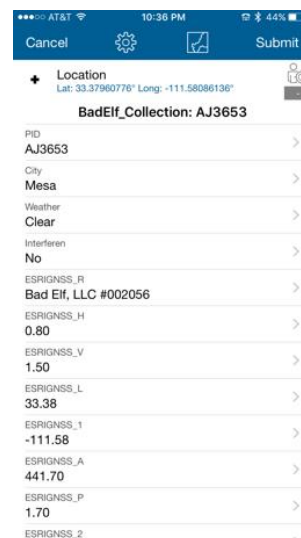 AT&T 10:36 PM 44%
Cancel Submit
Location
Lat: 33.37960776° Long: -111.58086136°
BadElf_Collection: AJ3653
PID
AJ3653
City
Mesa
Weather
Clear
Interferen
No
ESRIGNSS_R
Bad Elf, LLC #002056
ESRIGNSS_H
0.80
ESRIGNSS_V
1.50
ESRIGNSS_L
33.38
ESRIGNSS_1
-111.58
ESRIGNSS_A
441.70
ESRIGNSS_P
1.70
ESRIGNSS_2